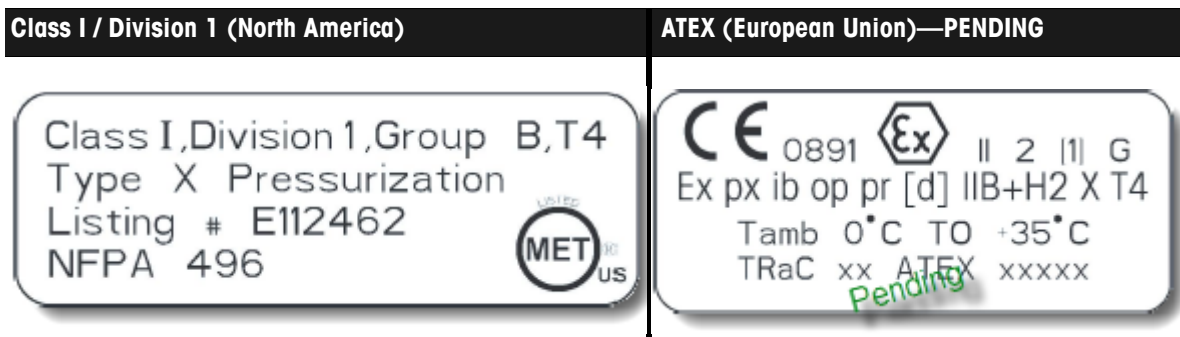 Class I / Division 1 (North America)
ATEX (European Union)—PENDING
Class I,Division 1,Group B,T4
Type X Pressurization
Listing # E112462
NFPA 496
LISTED
MET
US
CE 0891 Ex II 2 |1| G
Ex px ib op pr [d] IIB+H2 X T4
Tamb 0°C TO +35°C
TRaC xx ATEX xxxxx
Pending